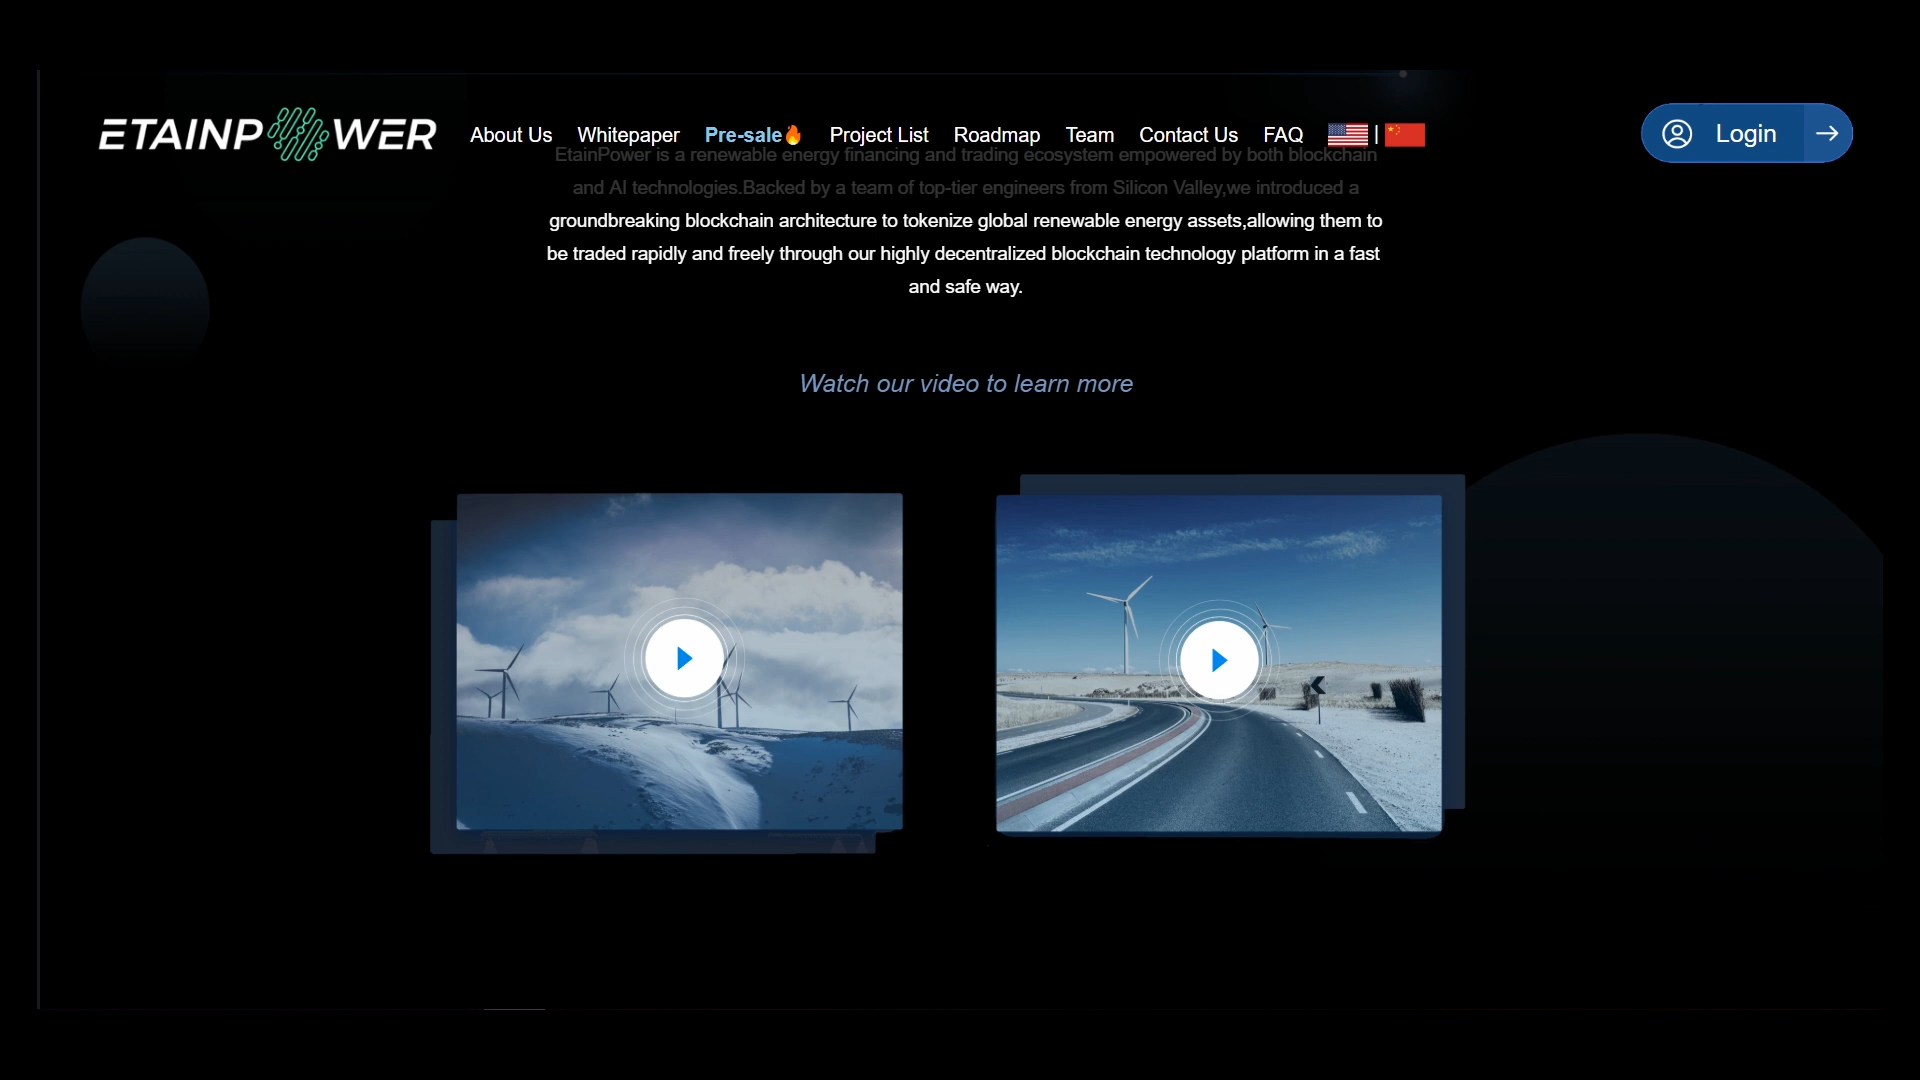 ETAINPOWER
About Us Whitepaper Pre-sale🔥 Project List Roadmap Team Contact Us FAQ | Login
EtainPower is a renewable energy financing and trading ecosystem empowered by both blockchain
and AI technologies.Backed by a team of top-tier engineers from Silicon Valley,we introduced a
groundbreaking blockchain architecture to tokenize global renewable energy assets,allowing them to
be traded rapidly and freely through our highly decentralized blockchain technology platform in a fast
and safe way.
Watch our video to learn more